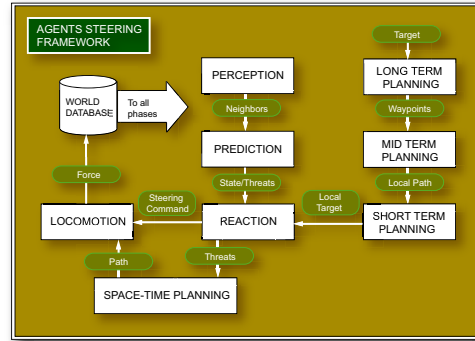 AGENTS STEERING
FRAMEWORK
Target
PERCEPTION
LONG TERM
PLANNING
WORLD
DATABASE
To all
phases
Neighbors
Waypoints
PREDICTION
MID TERM
PLANNING
Force
State/Threats
Local Path
Steering
Command
Local
Target
LOCOMOTION
REACTION
SHORT TERM
PLANNING
Path
Threats
SPACE-TIME PLANNING